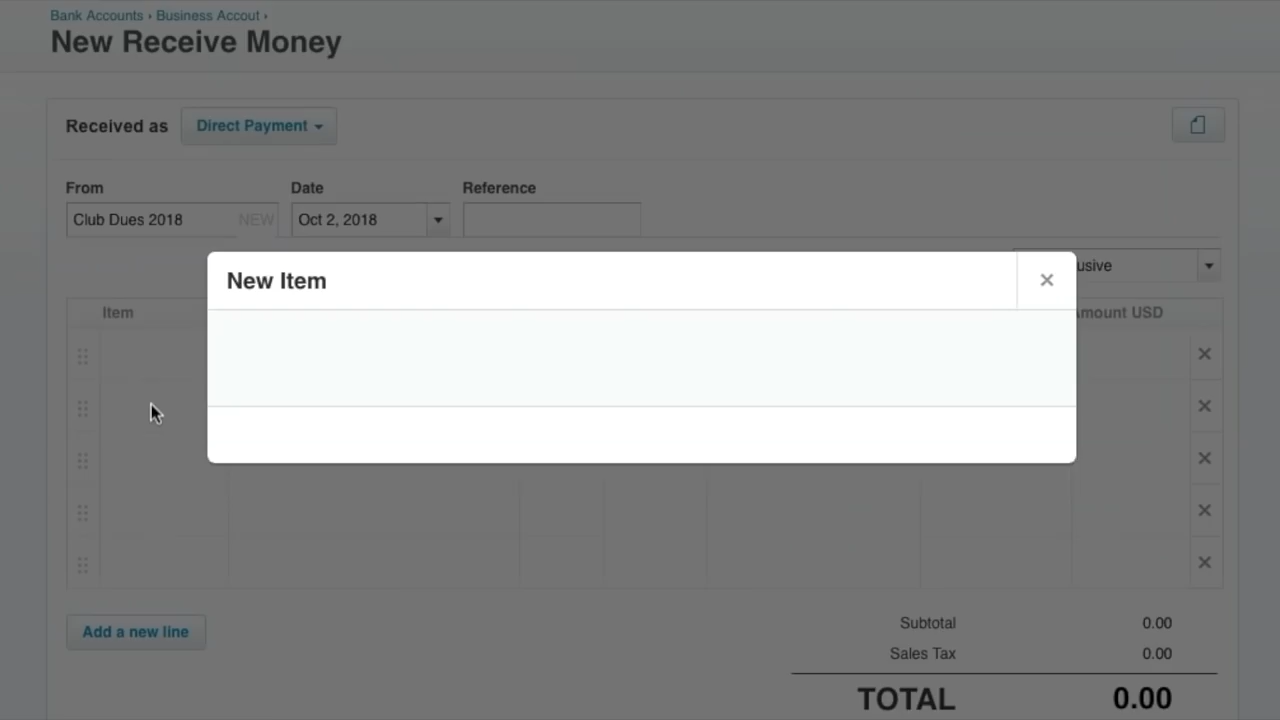 Bank Accounts › Business Accout ›
New Receive Money
Received as Direct Payment
From Date Reference
Club Dues 2018 NEW Oct 2, 2018
New Item ×
usive
Item mount USD
Add a new line
Subtotal 0.00
Sales Tax 0.00
TOTAL 0.00